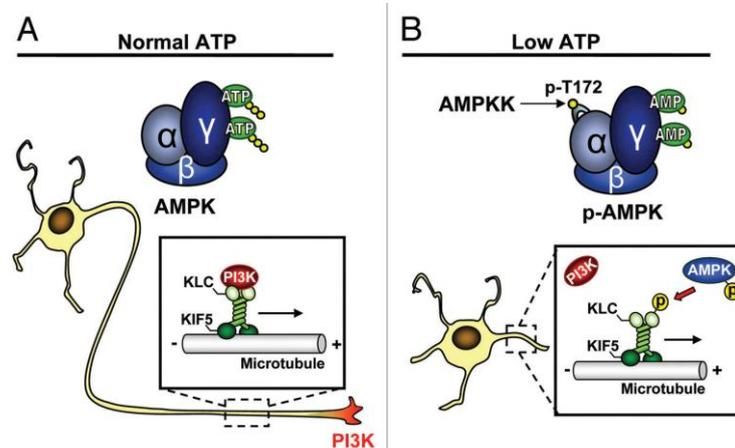 A
Normal ATP
ATP
ATP
α
γ
β
AMPK
PI3K
KLC
KIF5
-
+
Microtubule
PI3K
B
Low ATP
p-T172
AMPKK
AMP
AMP
α
γ
β
p-AMPK
PI3K
AMPK
p
p
KLC
KIF5
-
+
Microtubule